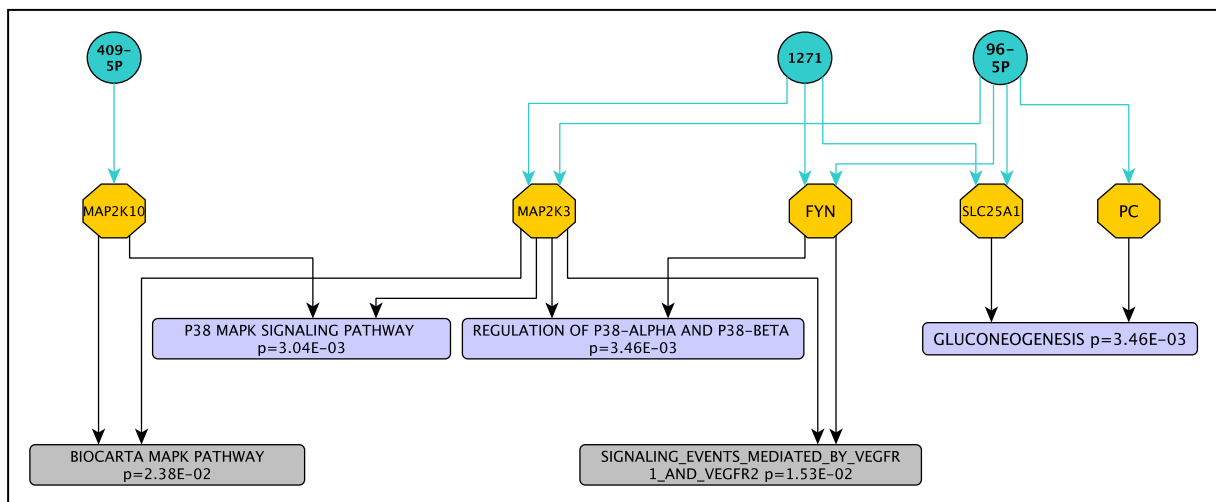 409-
5P
1271
96-
5P
MAP2K10
MAP2K3
FYN
SLC25A1
PC
P38 MAPK SIGNALING PATHWAY
p=3.04E-03
REGULATION OF P38-ALPHA AND P38-BETA
p=3.46E-03
GLUCONEOGENESIS p=3.46E-03
BIOCARTA MAPK PATHWAY
p=2.38E-02
SIGNALING_EVENTS_MEDIATED_BY_VEGFR
1_AND_VEGFR2 p=1.53E-02